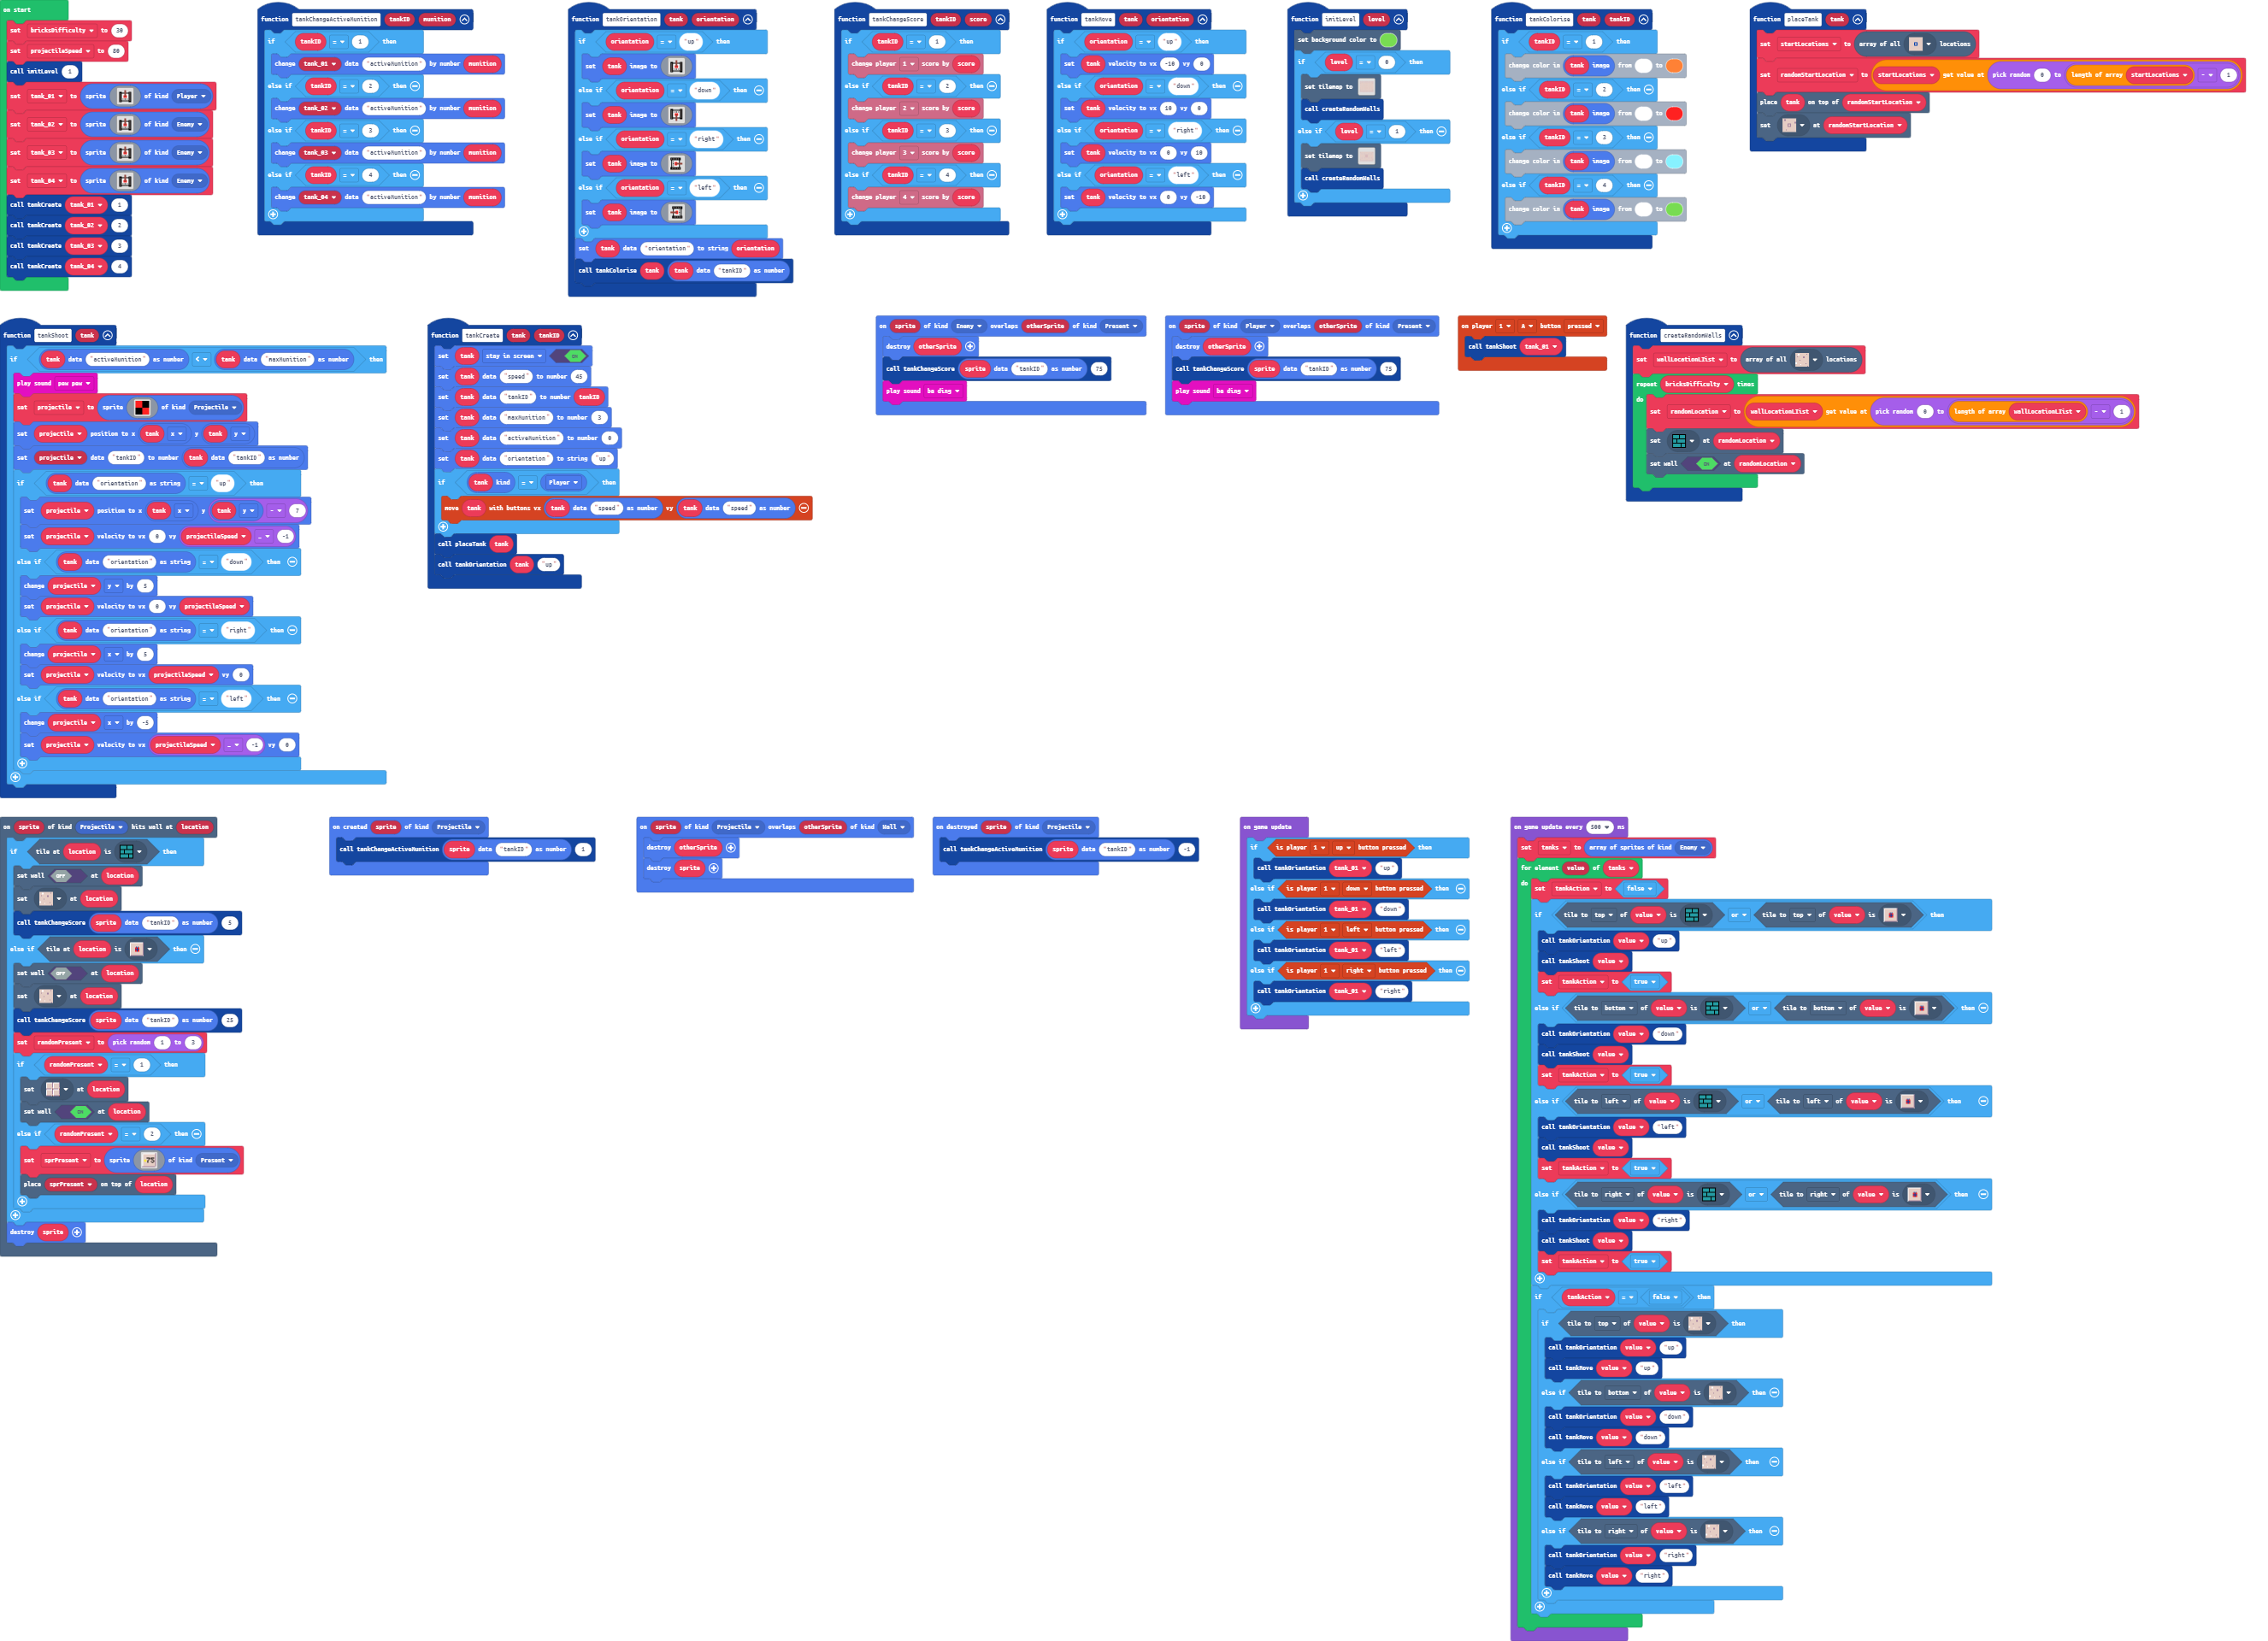 on start
set bricksDifficulty to 30
set projectileSpeed to 80
call initLevel 1
set tank_01 to sprite of kind Player
set tank_02 to sprite of kind Enemy
set tank_03 to sprite of kind Enemy
set tank_04 to sprite of kind Enemy
call tankCreate tank_01 1
call tankCreate tank_02 2
call tankCreate tank_03 3
call tankCreate tank_04 4
function tankChangeActiveMunition tankID munition
if tankID = 1 then
change tank_01 data "activeMunition" by number munition
else if tankID = 2 then
change tank_02 data "activeMunition" by number munition
else if tankID = 3 then
change tank_03 data "activeMunition" by number munition
else if tankID = 4 then
change tank_04 data "activeMunition" by number munition
function tankOrientation tank orientation
if orientation = "up" then
set tank image to
else if orientation = "down" then
set tank image to
else if orientation = "right" then
set tank image to
else if orientation = "left" then
set tank image to
set tank data "orientation" to string orientation
call tankColorise tank tank data "tankID" as number
function tankChangeScore tankID score
if tankID = 1 then
change player 1 score by score
else if tankID = 2 then
change player 2 score by score
else if tankID = 3 then
change player 3 score by score
else if tankID = 4 then
change player 4 score by score
function tankMove tank orientation
if orientation = "up" then
set tank velocity to vx -10 vy 0
else if orientation = "down" then
set tank velocity to vx 10 vy 0
else if orientation = "right" then
set tank velocity to vx 0 vy 10
else if orientation = "left" then
set tank velocity to vx 0 vy -10
function initLevel level
set background color to
if level = 0 then
set tilemap to
call createRandomWalls
else if level = 1 then
set tilemap to
call createRandomWalls
function tankColorise tank tankID
if tankID = 1 then
change color in tank image from to
else if tankID = 2 then
change color in tank image from to
else if tankID = 3 then
change color in tank image from to
else if tankID = 4 then
change color in tank image from to
function placeTank tank
set startLocations to array of all locations
set randomStartLocation to startLocations get value at pick random 0 to length of array startLocations - 1
place tank on top of randomStartLocation
set at randomStartLocation
function tankShoot tank
if tank data "activeMunition" as number < tank data "maxMunition" as number then
play sound pew pew
set projectile to sprite of kind Projectile
set projectile position to x tank x y tank y
set projectile data "tankID" to number tank data "tankID" as number
if tank data "orientation" as string = "up" then
set projectile position to x tank x y tank y - 7
set projectile velocity to vx 0 vy projectileSpeed -1
else if tank data "orientation" as string = "down" then
change projectile y by 5
set projectile velocity to vx 0 vy projectileSpeed
else if tank data "orientation" as string = "right" then
change projectile x by 5
set projectile velocity to vx projectileSpeed vy 0
else if tank data "orientation" as string = "left" then
change projectile x by -5
set projectile velocity to vx projectileSpeed -1 vy 0
function tankCreate tank tankID
set tank stay in screen ON
set tank data "speed" to number 45
set tank data "tankID" to number tankID
set tank data "maxMunition" to number 3
set tank data "activeMunition" to number 0
set tank data "orientation" to string "up"
if tank kind = Player then
move tank with buttons vx tank data "speed" as number vy tank data "speed" as number
call placeTank tank
call tankOrientation tank "up"
on sprite of kind Enemy overlaps otherSprite of kind Present
destroy otherSprite
call tankChangeScore sprite data "tankID" as number 75
play sound ba ding
on sprite of kind Player overlaps otherSprite of kind Present
destroy otherSprite
call tankChangeScore sprite data "tankID" as number 75
play sound ba ding
on player 1 A button pressed
call tankShoot tank_01
function createRandomWalls
set wallLocationLIst to array of all locations
repeat bricksDifficulty times
do
set randomLocation to wallLocationLIst get value at pick random 0 to length of array wallLocationLIst - 1
set at randomLocation
set wall ON at randomLocation
on sprite of kind Projectile hits wall at location
if tile at location is then
set wall OFF at location
set at location
call tankChangeScore sprite data "tankID" as number 5
else if tile at location is then
set wall OFF at location
set at location
call tankChangeScore sprite data "tankID" as number 25
set randomPresent to pick random 1 to 3
if randomPresent = 1 then
set at location
set wall ON at location
else if randomPresent = 2 then
set sprPresent to sprite 75 of kind Present
place sprPresent on top of location
destroy sprite
on created sprite of kind Projectile
call tankChangeActiveMunition sprite data "tankID" as number 1
on sprite of kind Projectile overlaps otherSprite of kind Wall
destroy otherSprite
destroy sprite
on destroyed sprite of kind Projectile
call tankChangeActiveMunition sprite data "tankID" as number -1
on game update
if is player 1 up button pressed then
call tankOrientation tank_01 "up"
else if is player 1 down button pressed then
call tankOrientation tank_01 "down"
else if is player 1 left button pressed then
call tankOrientation tank_01 "left"
else if is player 1 right button pressed then
call tankOrientation tank_01 "right"
on game update every 500 ms
set tanks to array of sprites of kind Enemy
for element value of tanks
do
set tankAction to false
if tile to top of value is or tile to top of value is then
call tankOrientation value "up"
call tankShoot value
set tankAction to true
else if tile to bottom of value is or tile to bottom of value is then
call tankOrientation value "down"
call tankShoot value
set tankAction to true
else if tile to left of value is or tile to left of value is then
call tankOrientation value "left"
call tankShoot value
set tankAction to true
else if tile to right of value is or tile to right of value is then
call tankOrientation value "right"
call tankShoot value
set tankAction to true
if tankAction = false then
if tile to top of value is then
call tankOrientation value "up"
call tankMove value "up"
else if tile to bottom of value is then
call tankOrientation value "down"
call tankMove value "down"
else if tile to left of value is then
call tankOrientation value "left"
call tankMove value "left"
else if tile to right of value is then
call tankOrientation value "right"
call tankMove value "right"